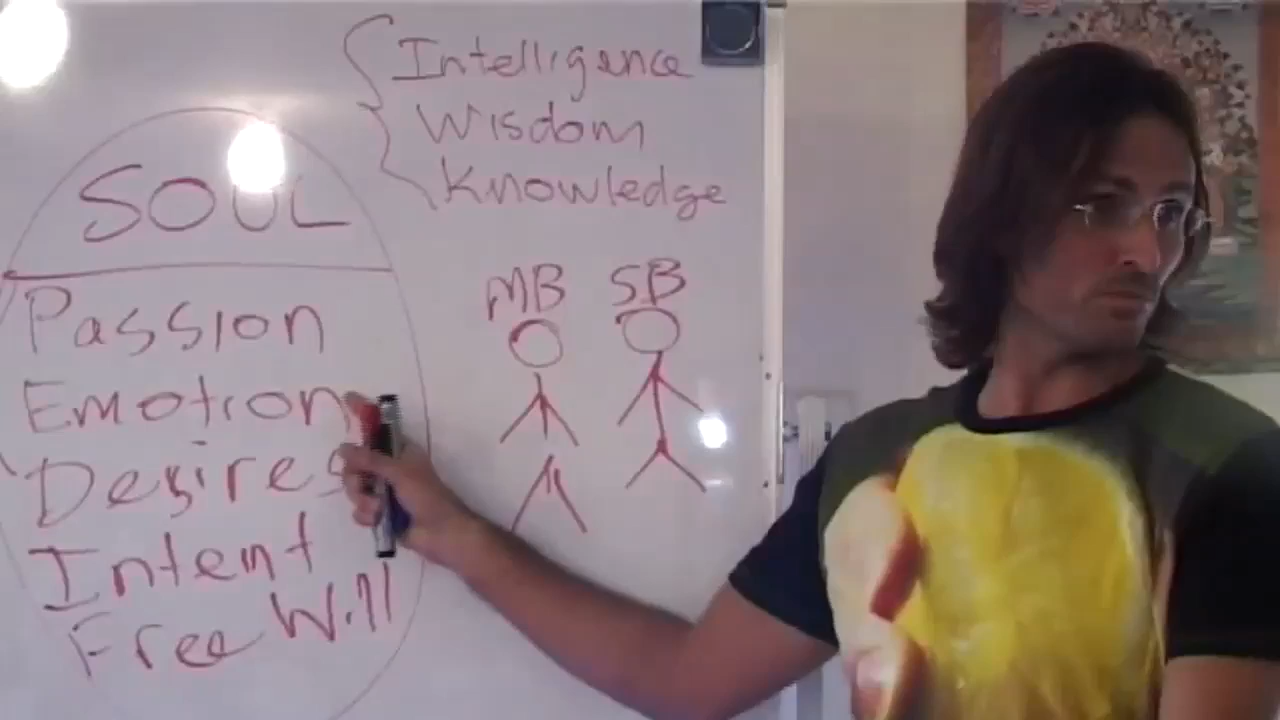 Intelligence
Wisdom
Knowledge
SOUL
Passion
Emotion
Desires
Intent
Free Will
MB SB